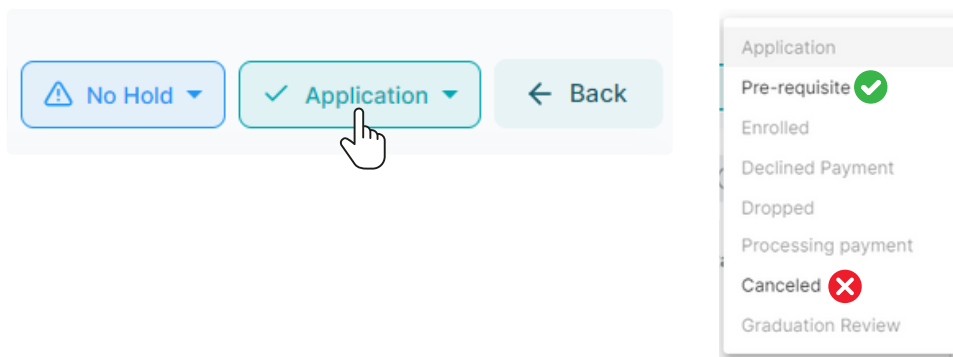 No Hold
Application
Back
Application
Pre-requisite
Enrolled
Declined Payment
Dropped
Processing payment
Canceled
Graduation Review